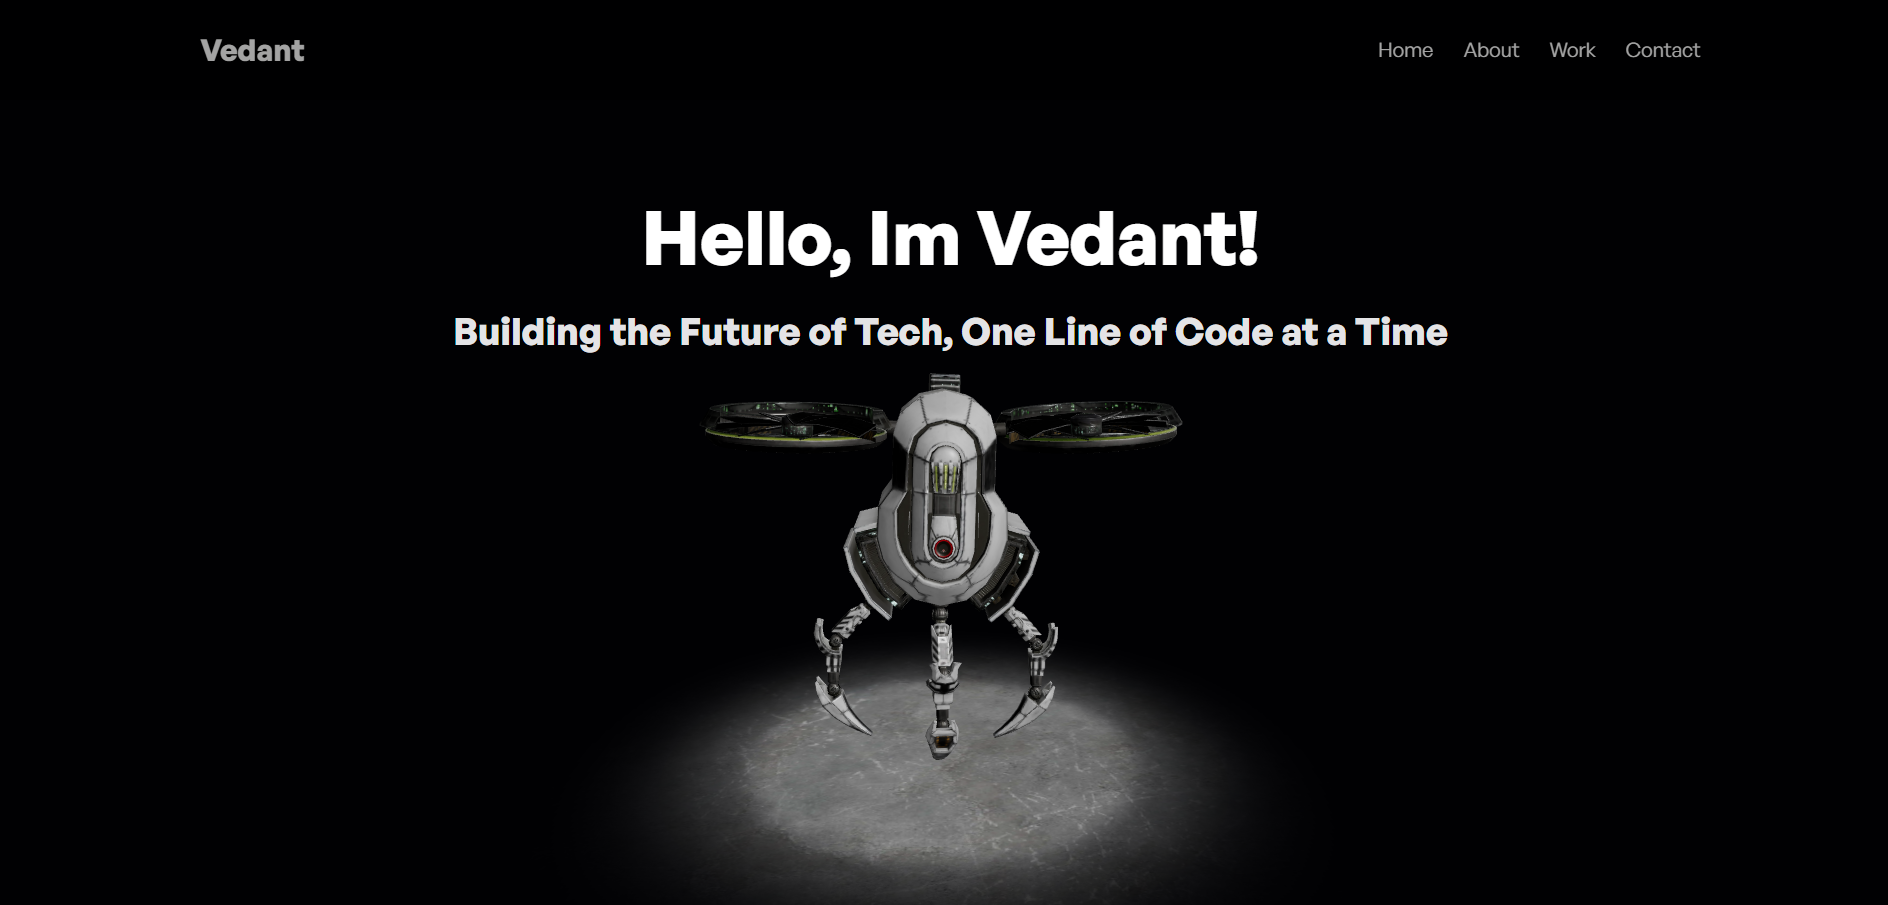 Vedant
Home About Work Contact
Hello, Im Vedant!
Building the Future of Tech, One Line of Code at a Time